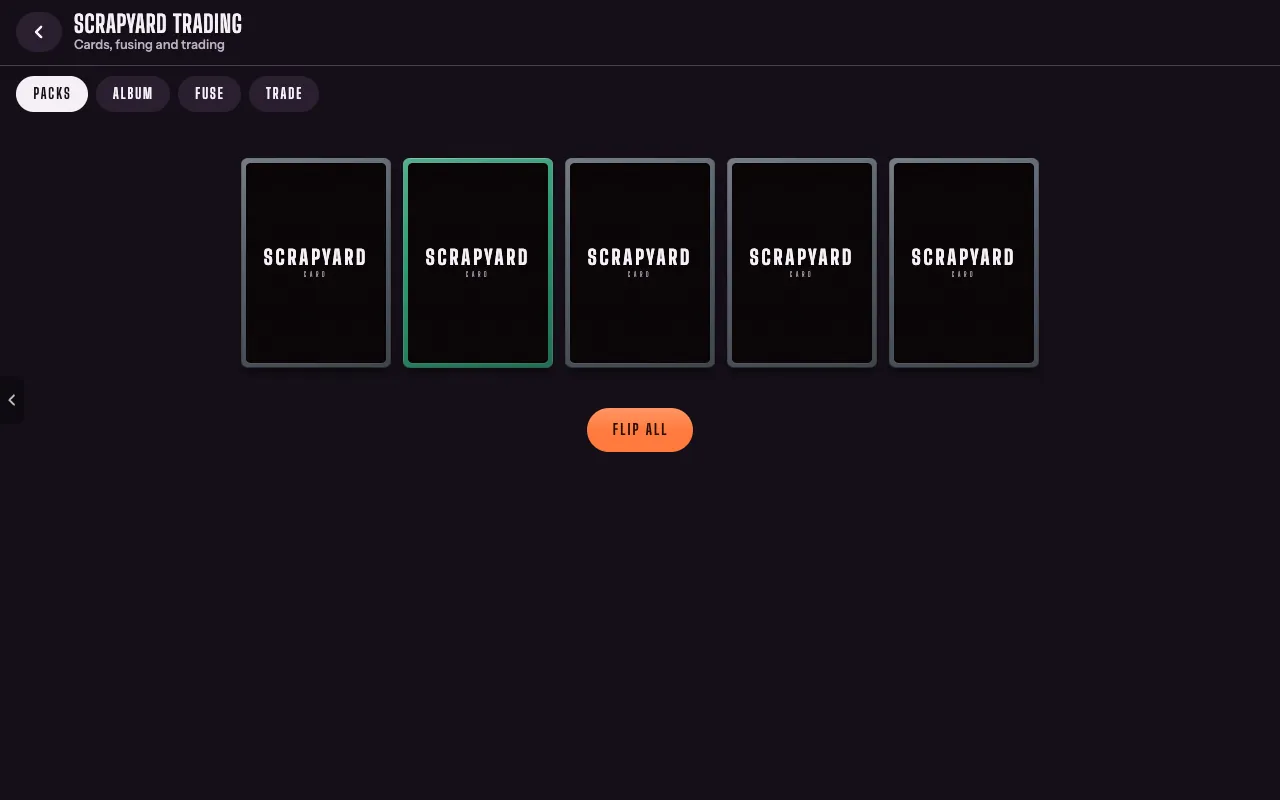 SCRAPYARD TRADING
Cards, fusing and trading
PACKS
ALBUM
FUSE
TRADE
SCRAPYARD
CARD
SCRAPYARD
CARD
SCRAPYARD
CARD
SCRAPYARD
CARD
SCRAPYARD
CARD
FLIP ALL